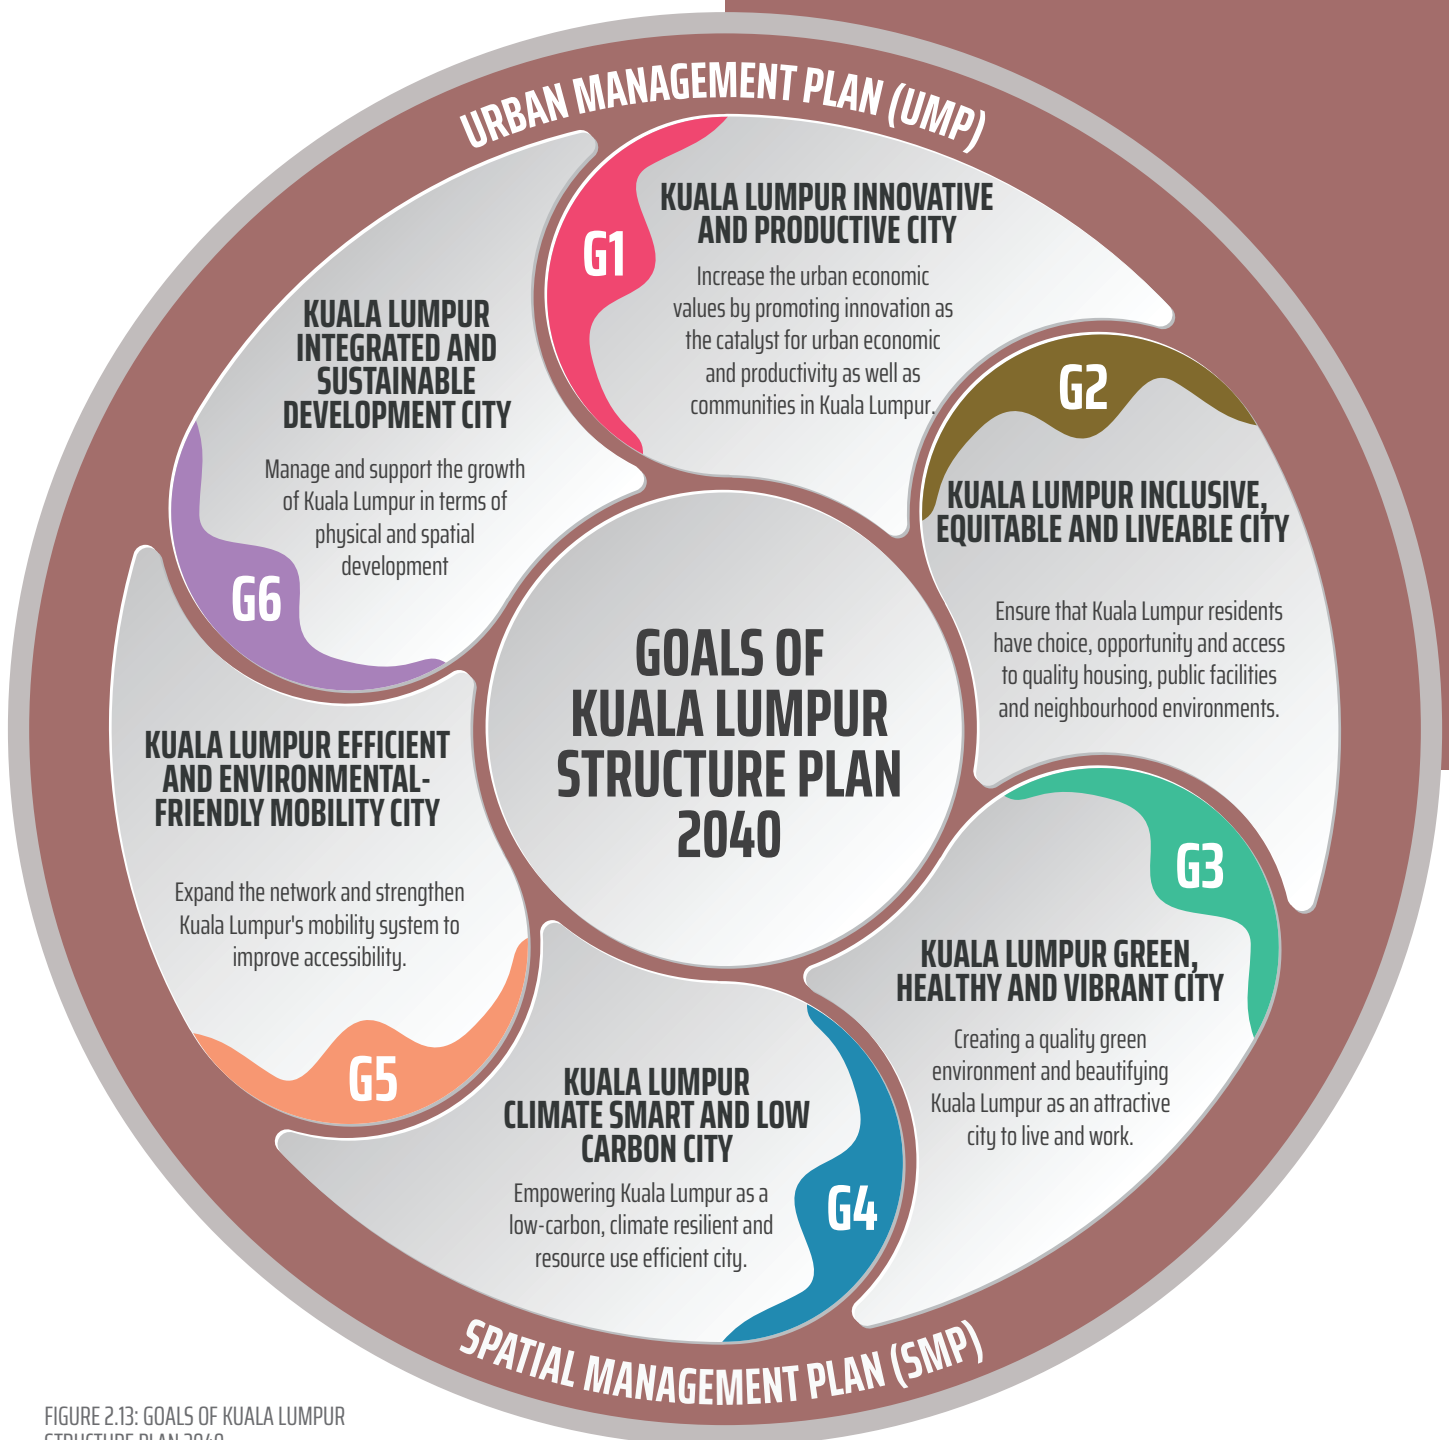 URBAN MANAGEMENT PLAN (UMP)
G1
KUALA LUMPUR INNOVATIVE
AND PRODUCTIVE CITY
Increase the urban economic
values by promoting innovation as
the catalyst for urban economic
and productivity as well as
communities in Kuala Lumpur.
G2
KUALA LUMPUR INCLUSIVE,
EQUITABLE AND LIVEABLE CITY
Ensure that Kuala Lumpur residents
have choice, opportunity and access
to quality housing, public facilities
and neighbourhood environments.
G3
KUALA LUMPUR GREEN,
HEALTHY AND VIBRANT CITY
Creating a quality green
environment and beautifying
Kuala Lumpur as an attractive
city to live and work.
G4
KUALA LUMPUR
CLIMATE SMART AND LOW
CARBON CITY
Empowering Kuala Lumpur as a
low-carbon, climate resilient and
resource use efficient city.
G5
KUALA LUMPUR EFFICIENT
AND ENVIRONMENTAL-
FRIENDLY MOBILITY CITY
Expand the network and strengthen
Kuala Lumpur's mobility system to
improve accessibility.
G6
KUALA LUMPUR
INTEGRATED AND
SUSTAINABLE
DEVELOPMENT CITY
Manage and support the growth
of Kuala Lumpur in terms of
physical and spatial
development
GOALS OF
KUALA LUMPUR
STRUCTURE PLAN
2040
SPATIAL MANAGEMENT PLAN (SMP)
FIGURE 2.13: GOALS OF KUALA LUMPUR
STRUCTURE PLAN 2040